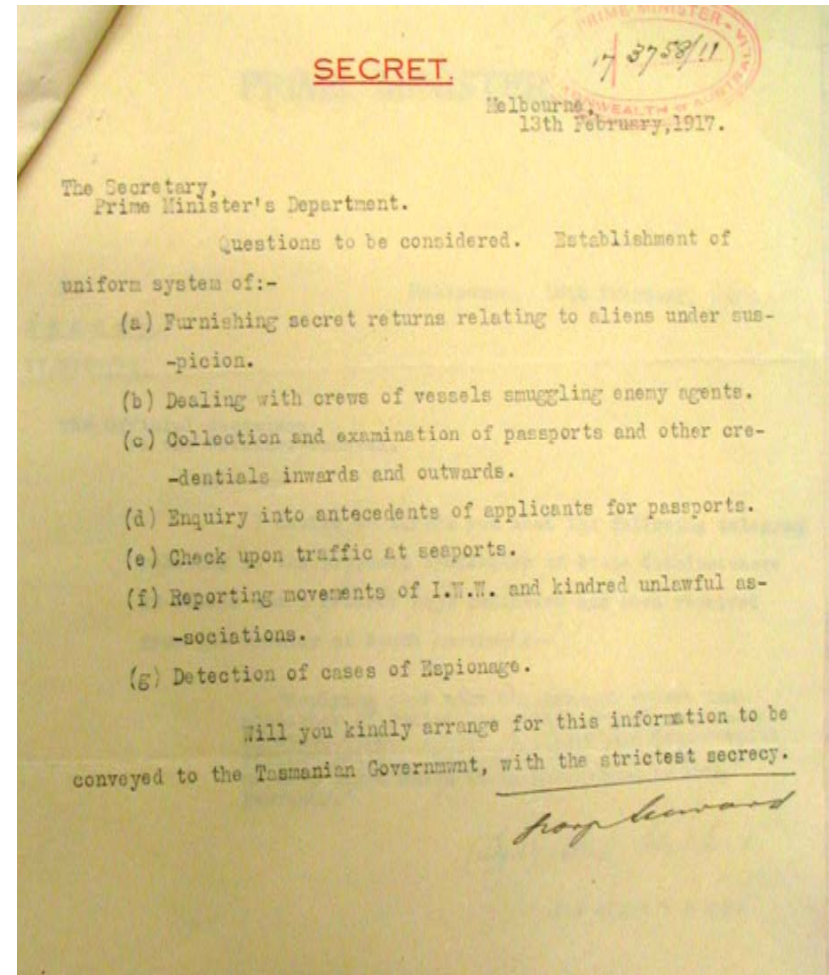 PRIME MINISTER
17 3758/11
SECRET.
Melbourne,
13th February, 1917.
The Secretary,
Prime Minister's Department.
Questions to be considered. Establishment of
uniform system of:-
(a) Furnishing secret returns relating to aliens under sus-
-picion.
(b) Dealing with crews of vessels smuggling enemy agents.
(c) Collection and examination of passports and other cre-
-dentials inwards and outwards.
(d) Enquiry into antecedents of applicants for passports.
(e) Check upon traffic at seaports.
(f) Reporting movements of I.W.W. and kindred unlawful as-
-sociations.
(g) Detection of cases of Espionage.
Will you kindly arrange for this information to be
conveyed to the Tasmanian Governmwnt, with the strictest secrecy.